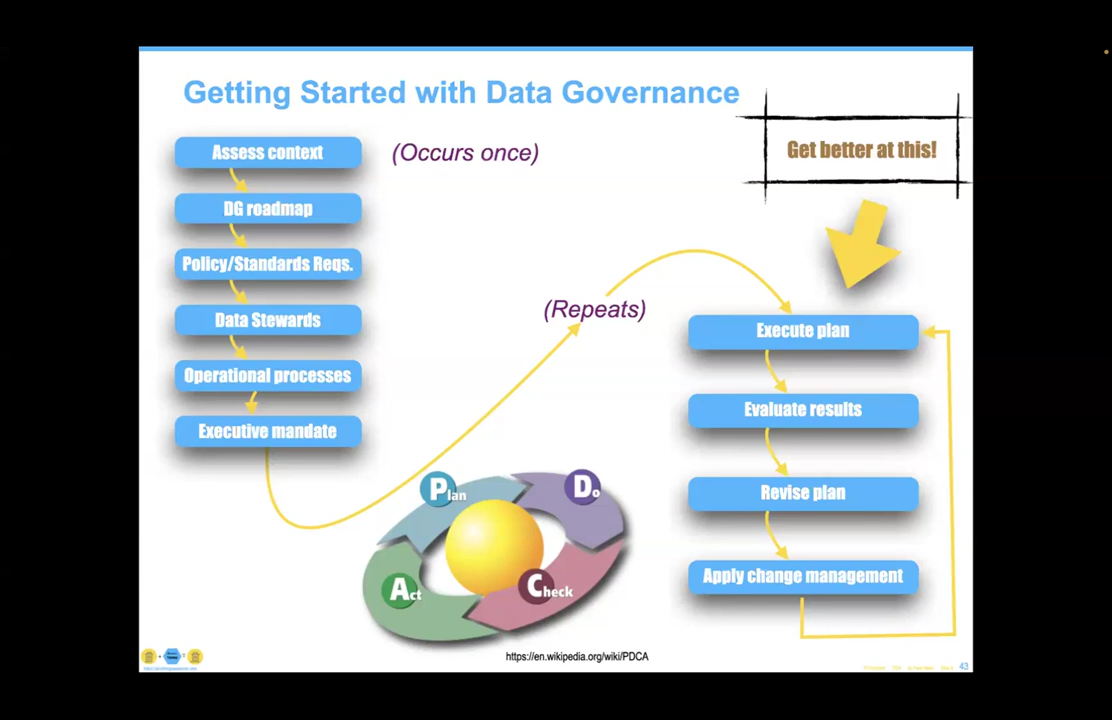 Getting Started with Data Governance
Assess context
(Occurs once)
Get better at this!
DG roadmap
Policy/Standards Reqs.
Data Stewards
Operational processes
Executive mandate
(Repeats)
Execute plan
Evaluate results
Revise plan
Apply change management
Plan
Do
Check
Act
https://en.wikipedia.org/wiki/PDCA
43